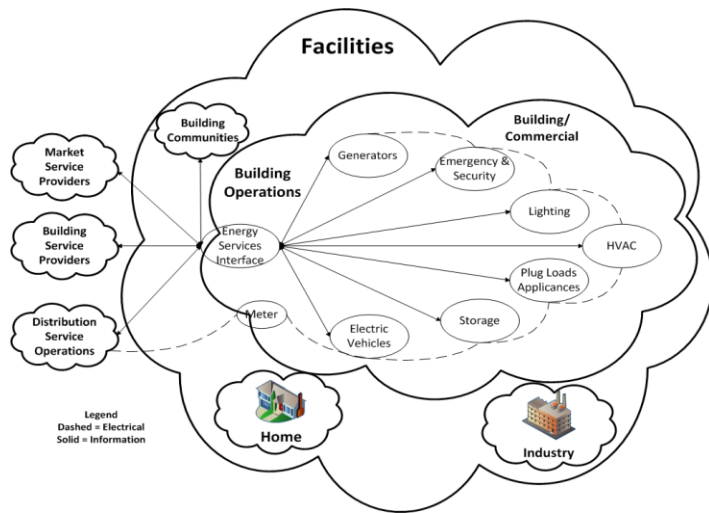 Facilities
Building
Communities
Building/
Commercial
Market
Service
Providers
Generators
Emergency &
Security
Building
Operations
Lighting
Building
Service
Providers
Energy
Services
Interface
HVAC
Plug Loads
Applicances
Distribution
Service
Operations
Meter
Electric
Vehicles
Storage
Legend
Dashed = Electrical
Solid = Information
Home
Industry